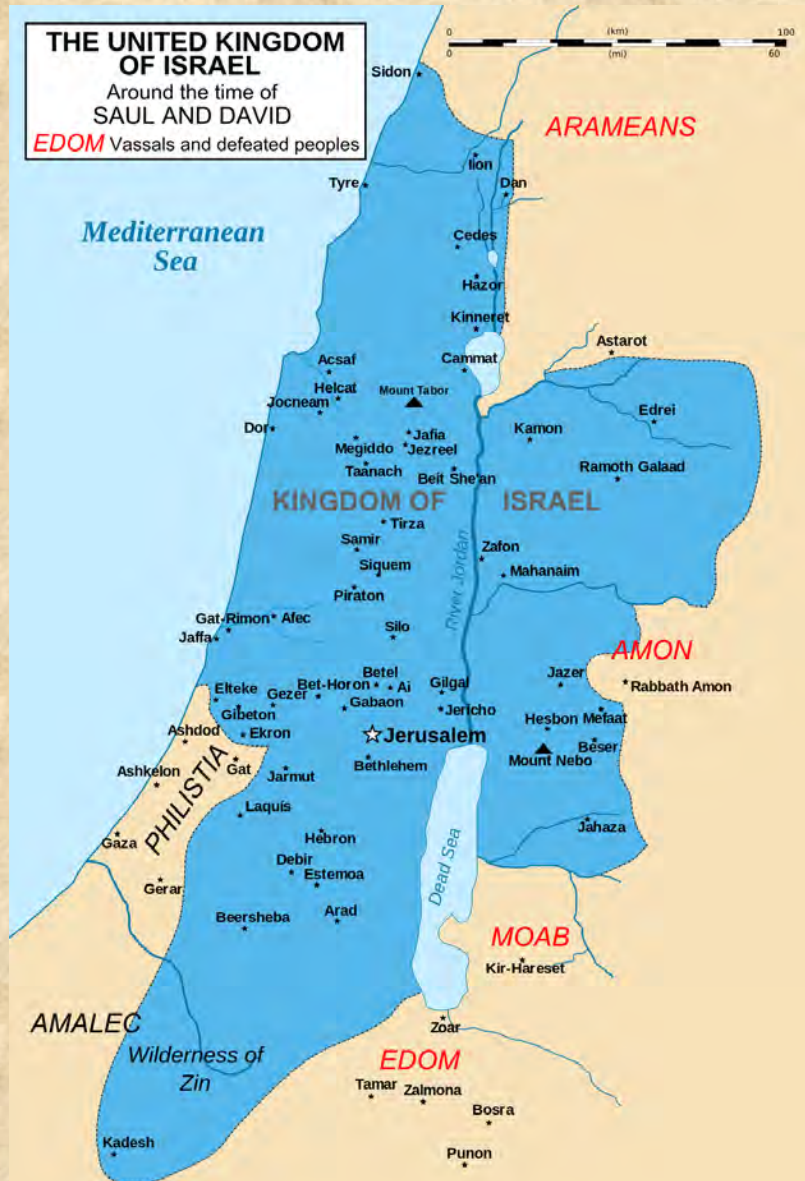 THE UNITED KINGDOM
OF ISRAEL
Around the time of
SAUL AND DAVID
EDOM Vassals and defeated peoples
0 (km) 100
0 (mi) 60
Sidon
ARAMEANS
Iion
Tyre
Dan
Mediterranean
Sea
Cedes
Hazor
Kinneret
Astarot
Acsaf
Cammat
Helcat
Mount Tabor
Jocneam
Edrei
Dor
Jafia
Kamon
Megiddo
Jezreel
Taanach
Beit She'an
Ramoth Galaad
KINGDOM OF ISRAEL
Tirza
Samir
Zafon
Siquem
Mahanaim
Piraton
River Jordan
Gat-Rimon
Afec
Jaffa
Silo
AMON
Betel
Jazer
Rabbath Amon
Elteke
Gezer
Bet-Horon
Ai
Gilgal
Gibeton
Gabaon
Jericho
Hesbon
Mefaat
Ashdod
Ekron
Jerusalem
Beser
Gat
Bethlehem
Mount Nebo
Ashkelon
Jarmut
PHILISTIA
Laquis
Jahaza
Gaza
Hebron
Dead Sea
Debir
Gerar
Estemoa
Beersheba
Arad
MOAB
Kir-Hareset
AMALEC
Zoar
Wilderness of
Zin
EDOM
Tamar
Zalmona
Bosra
Kadesh
Punon